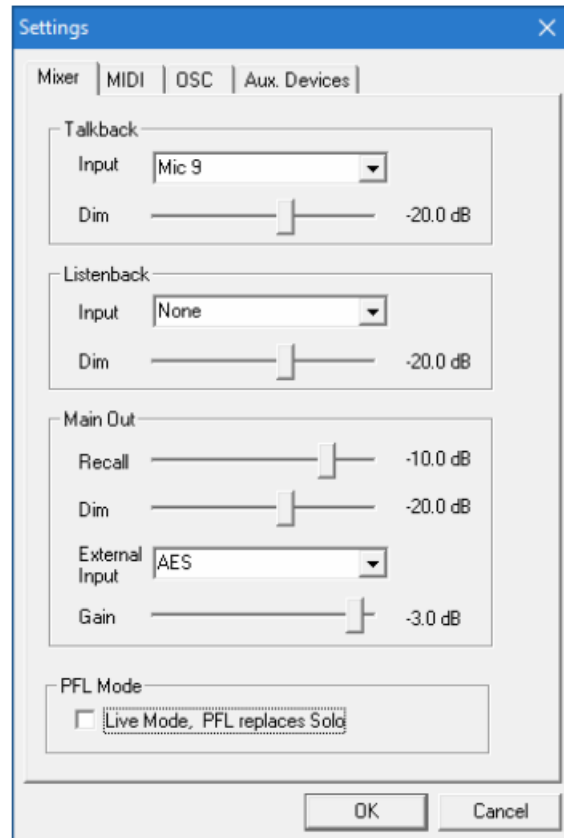 Settings
Mixer MIDI OSC Aux. Devices
Talkback
Input Mic 9
Dim -20.0 dB
Listenback
Input None
Dim -20.0 dB
Main Out
Recall -10.0 dB
Dim -20.0 dB
External
Input AES
Gain -3.0 dB
PFL Mode
Live Mode, PFL replaces Solo
OK Cancel